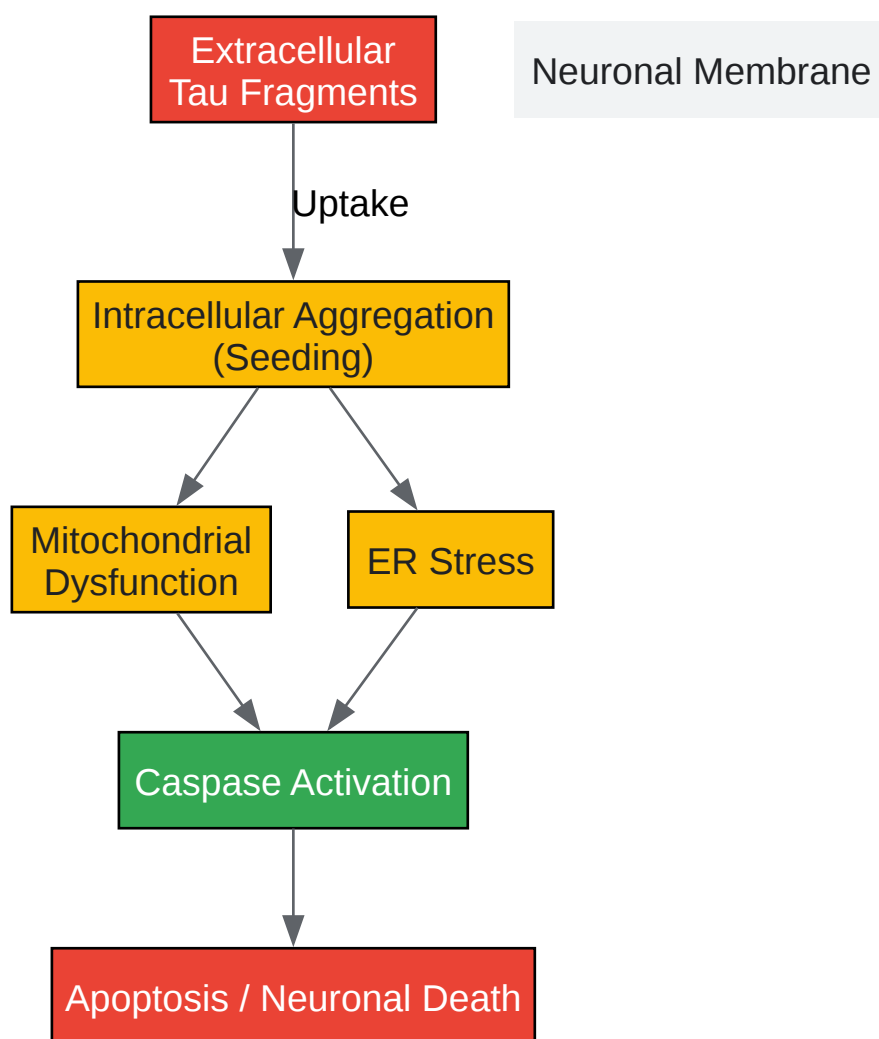 Extracellular
Tau Fragments
Neuronal Membrane
Uptake
Intracellular Aggregation
(Seeding)
Mitochondrial
Dysfunction
ER Stress
Caspase Activation
Apoptosis / Neuronal Death